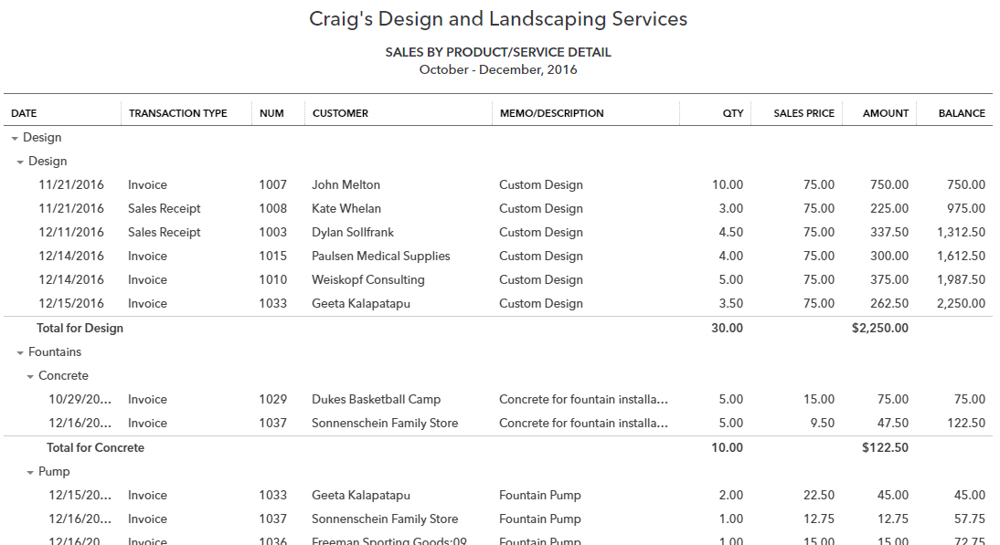 Craig's Design and Landscaping Services
SALES BY PRODUCT/SERVICE DETAIL
October - December, 2016
DATE TRANSACTION TYPE NUM CUSTOMER MEMO/DESCRIPTION QTY SALES PRICE AMOUNT BALANCE
Design
Design
11/21/2016 Invoice 1007 John Melton Custom Design 10.00 75.00 750.00 750.00
11/21/2016 Sales Receipt 1008 Kate Whelan Custom Design 3.00 75.00 225.00 975.00
12/11/2016 Sales Receipt 1003 Dylan Sollfrank Custom Design 4.50 75.00 337.50 1,312.50
12/14/2016 Invoice 1015 Paulsen Medical Supplies Custom Design 4.00 75.00 300.00 1,612.50
12/14/2016 Invoice 1010 Weiskopf Consulting Custom Design 5.00 75.00 375.00 1,987.50
12/15/2016 Invoice 1033 Geeta Kalapatapu Custom Design 3.50 75.00 262.50 2,250.00
Total for Design 30.00 $2,250.00
Fountains
Concrete
10/29/20... Invoice 1029 Dukes Basketball Camp Concrete for fountain installa... 5.00 15.00 75.00 75.00
12/16/20... Invoice 1037 Sonnenschein Family Store Concrete for fountain installa... 5.00 9.50 47.50 122.50
Total for Concrete 10.00 $122.50
Pump
12/15/20... Invoice 1033 Geeta Kalapatapu Fountain Pump 2.00 22.50 45.00 45.00
12/16/20... Invoice 1037 Sonnenschein Family Store Fountain Pump 1.00 12.75 12.75 57.75
12/16/20... Invoice 1036 Freeman Sporting Goods:09... Fountain Pump 1.00 15.00 15.00 72.75